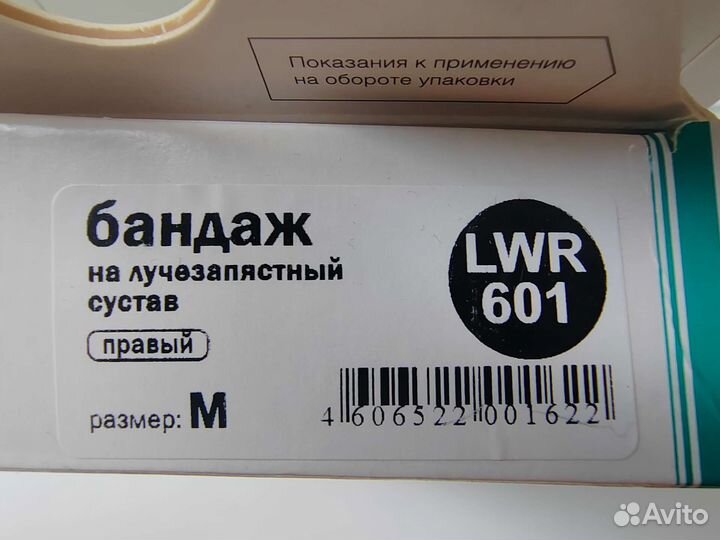 Показания к применению
на обороте упаковки
бандаж
на лучезапястный
сустав
правый
размер: M
LWR
601
4 606522 001622
Avito